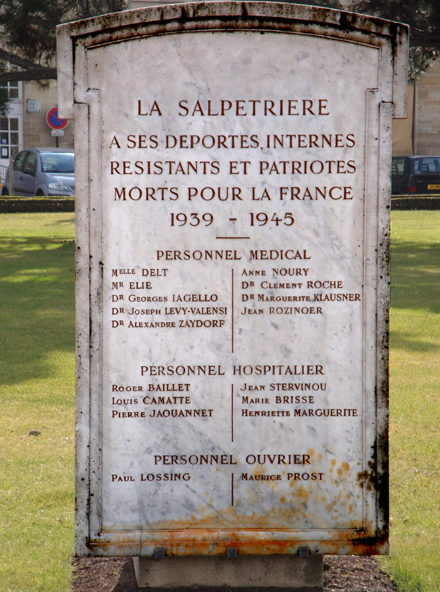 LA SALPETRIERE
A SES DEPORTES, INTERNES
RESISTANTS ET PATRIOTES
MORTS POUR LA FRANCE
1939 - 1945
PERSONNEL MEDICAL
Melle DELT
Mr ELIE
Dr Georges IAGELLO
Dr Joseph LEVY-VALENSI
Dr Alexandre ZAYDORF
Anne NOURY
Dr Clement ROCHE
Dr Marguerite KLAUSNER
Jean ROZINOER
PERSONNEL HOSPITALIER
Roger BAILLET
Louis CAMATTE
Pierre JAOUANNET
Jean STERVINOU
Marie BRISSE
Henriette MARGUERITE
PERSONNEL OUVRIER
Paul LOSSING
Maurice PROST